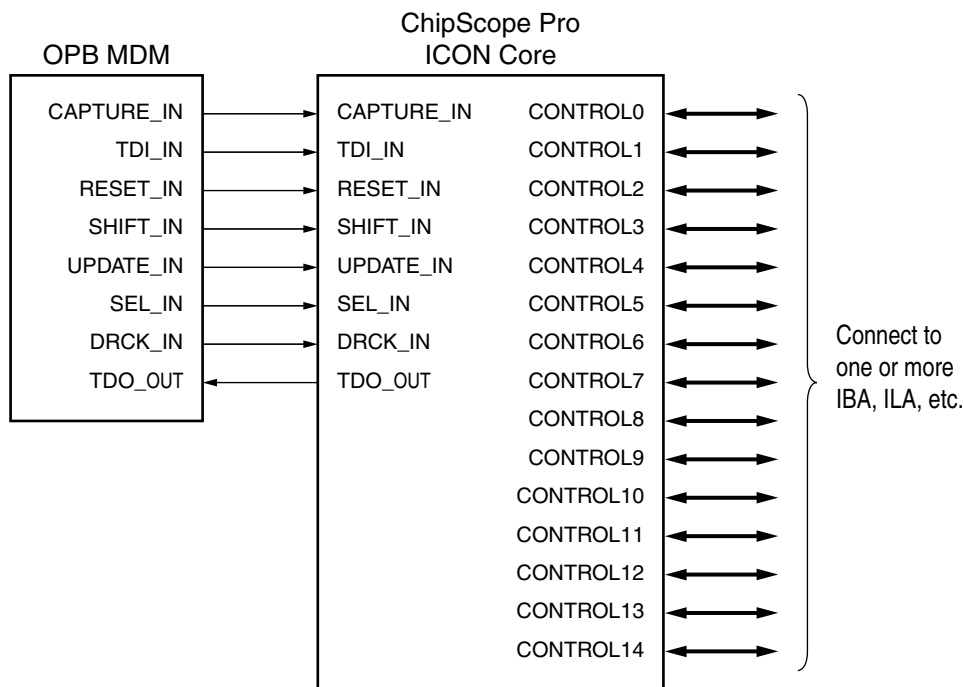 ChipScope Pro
ICON Core
OPB MDM
CAPTURE_IN
TDI_IN
RESET_IN
SHIFT_IN
UPDATE_IN
SEL_IN
DRCK_IN
TDO_OUT
CAPTURE_IN
TDI_IN
RESET_IN
SHIFT_IN
UPDATE_IN
SEL_IN
DRCK_IN
TDO_OUT
CONTROL0
CONTROL1
CONTROL2
CONTROL3
CONTROL4
CONTROL5
CONTROL6
CONTROL7
CONTROL8
CONTROL9
CONTROL10
CONTROL11
CONTROL12
CONTROL13
CONTROL14
Connect to
one or more
IBA, ILA, etc.